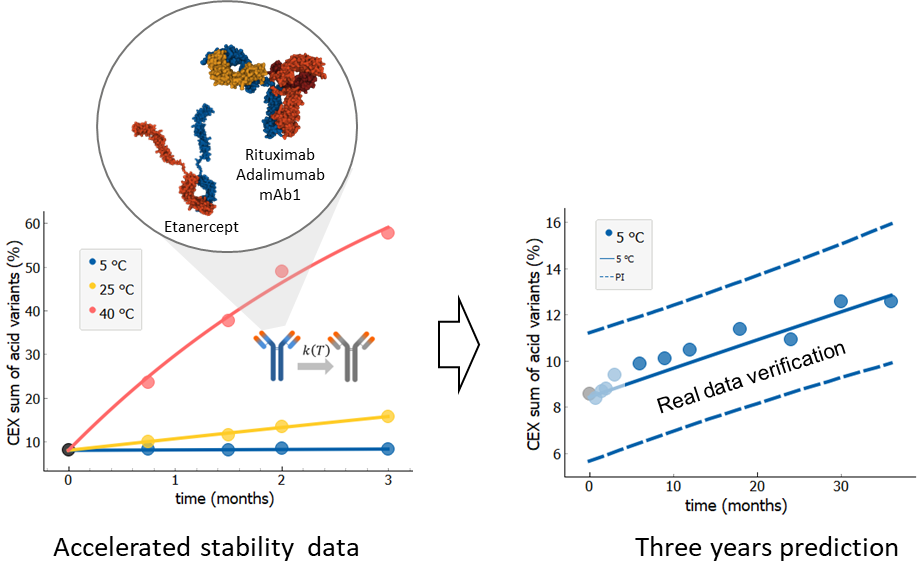 Rituximab
Adalimumab
mAb1
Etanercept
CEX sum of acid variants (%)
60
50
40
30
20
10
5 °C
25 °C
40 °C
k(T)
0
1
2
3
time (months)
Accelerated stability data
CEX sum of acid variants (%)
16
14
12
10
8
6
5 °C
5 °C
PI
Real data verification
0
10
20
30
time (months)
Three years prediction